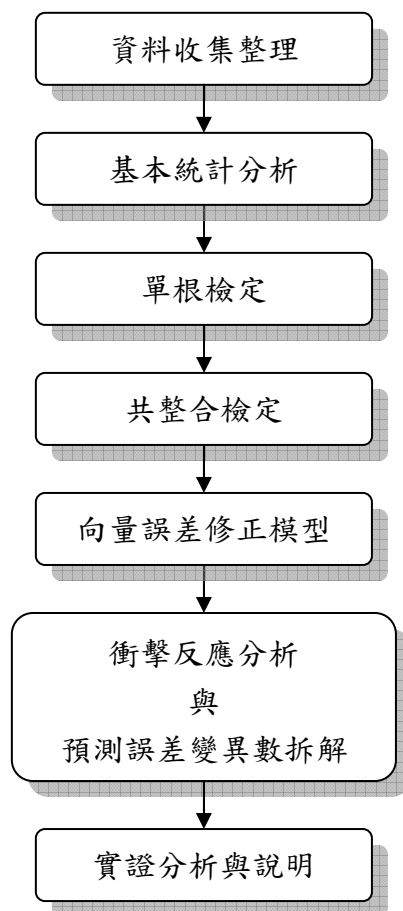 資料收集整理
基本統計分析
單根檢定
共整合檢定
向量誤差修正模型
衝擊反應分析
與
預測誤差變異數拆解
實證分析與說明